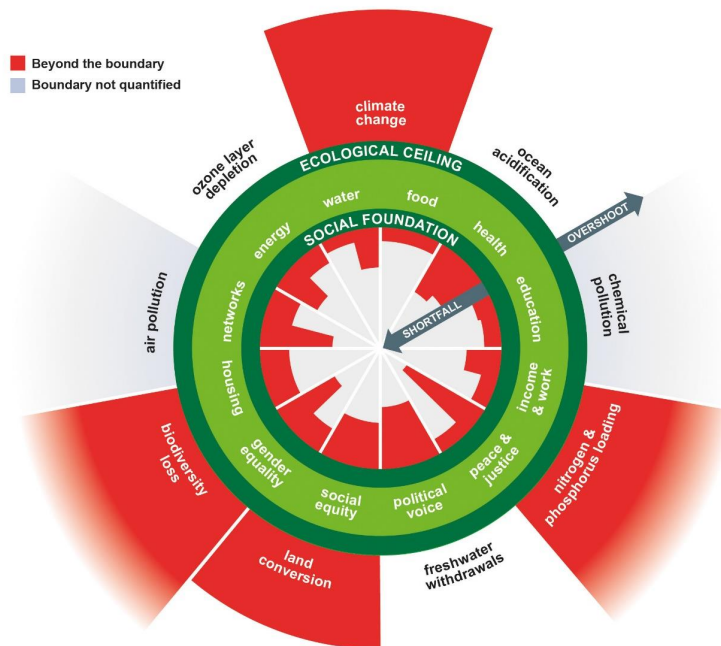 Beyond the boundary
Boundary not quantified
climate
change
ozone layer
depletion
ocean
acidification
ECOLOGICAL CEILING
water
food
energy
health
SOCIAL FOUNDATION
OVERSHOOT
SHORTFALL
networks
education
air pollution
chemical
pollution
honsing
income
& work
biodiversity
loss
gender
equality
social
equity
political
voice
peace &
justice
nitrogen &
phosphorus loading
land
conversion
freshwater
withdrawals